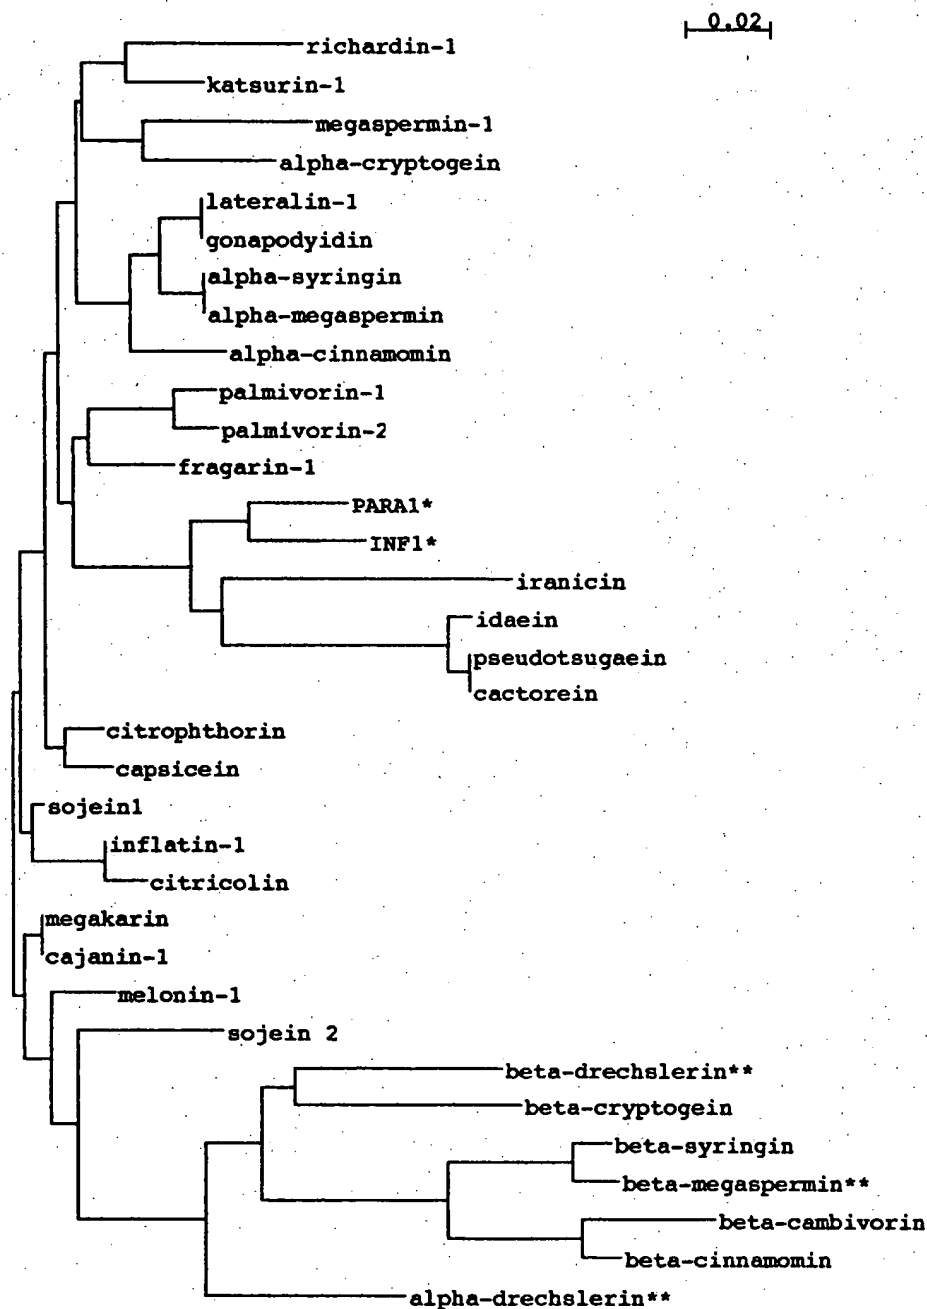 0.02
richardin-1
katsurin-1
megaspermin-1
alpha-cryptogein
lateralin-1
gonapodyidin
alpha-syringin
alpha-megaspermin
alpha-cinnamomin
palmivorin-1
palmivorin-2
fragarin-1
PARA1*
INF1*
iranicin
idaein
pseudotsugaein
cactorein
citrophthorin
capsicein
sojein1
inflatin-1
citricolin
megakarin
cajanin-1
melonin-1
sojein 2
beta-drechslerin**
beta-cryptogein
beta-syringin
beta-megaspermin**
beta-cambivorin
beta-cinnamomin
alpha-drechslerin**